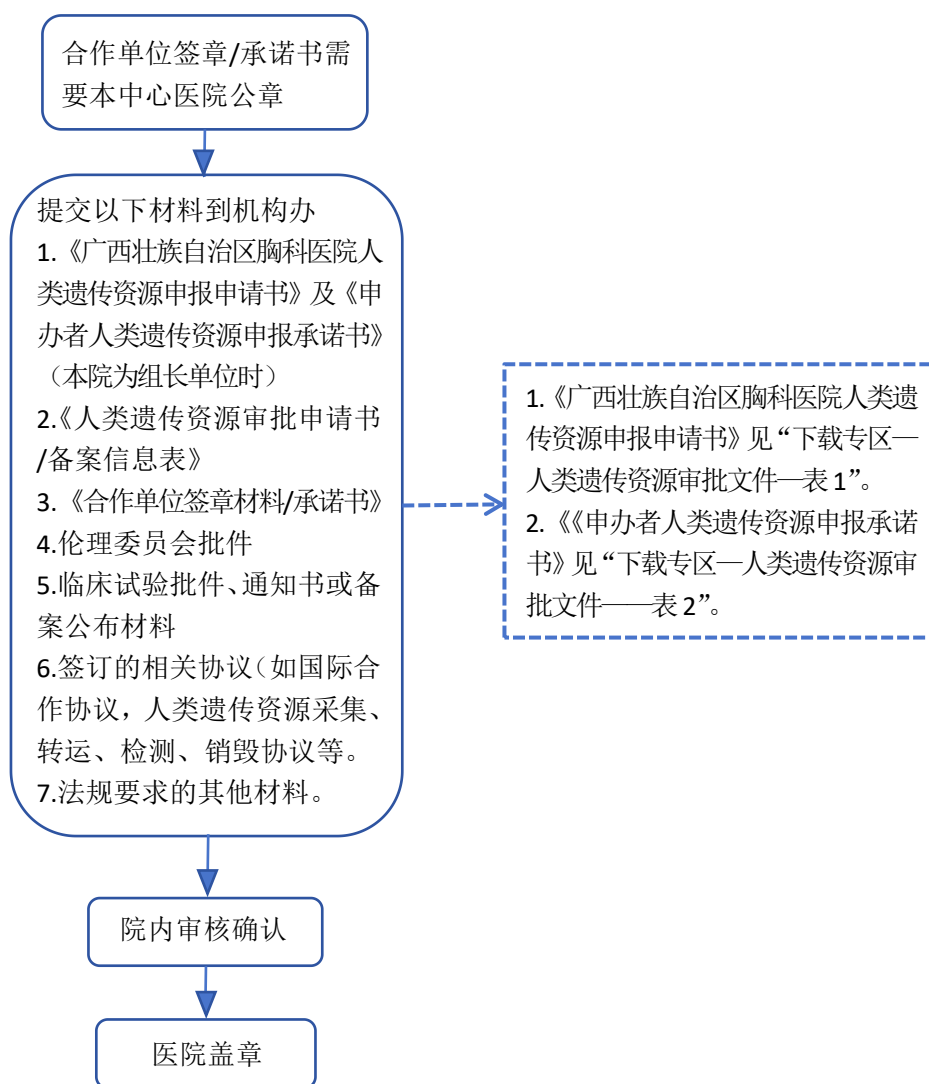 合作单位签章/承诺书需
要本中心医院公章
提交以下材料到机构办
1.《广西壮族自治区胸科医院人
类遗传资源申报申请书》及《申
办者人类遗传资源申报承诺书》
（本院为组长单位时）
2.《人类遗传资源审批申请书
/备案信息表》
3.《合作单位签章材料/承诺书》
4.伦理委员会批件
5.临床试验批件、通知书或备
案公布材料
6.签订的相关协议（如国际合
作协议，人类遗传资源采集、
转运、检测、销毁协议等。
7.法规要求的其他材料。
1.《广西壮族自治区胸科医院人类遗
传资源申报申请书》见“下载专区—
人类遗传资源审批文件—表 1”。
2.《《申办者人类遗传资源申报承诺
书》见“下载专区—人类遗传资源审
批文件——表 2”。
院内审核确认
医院盖章